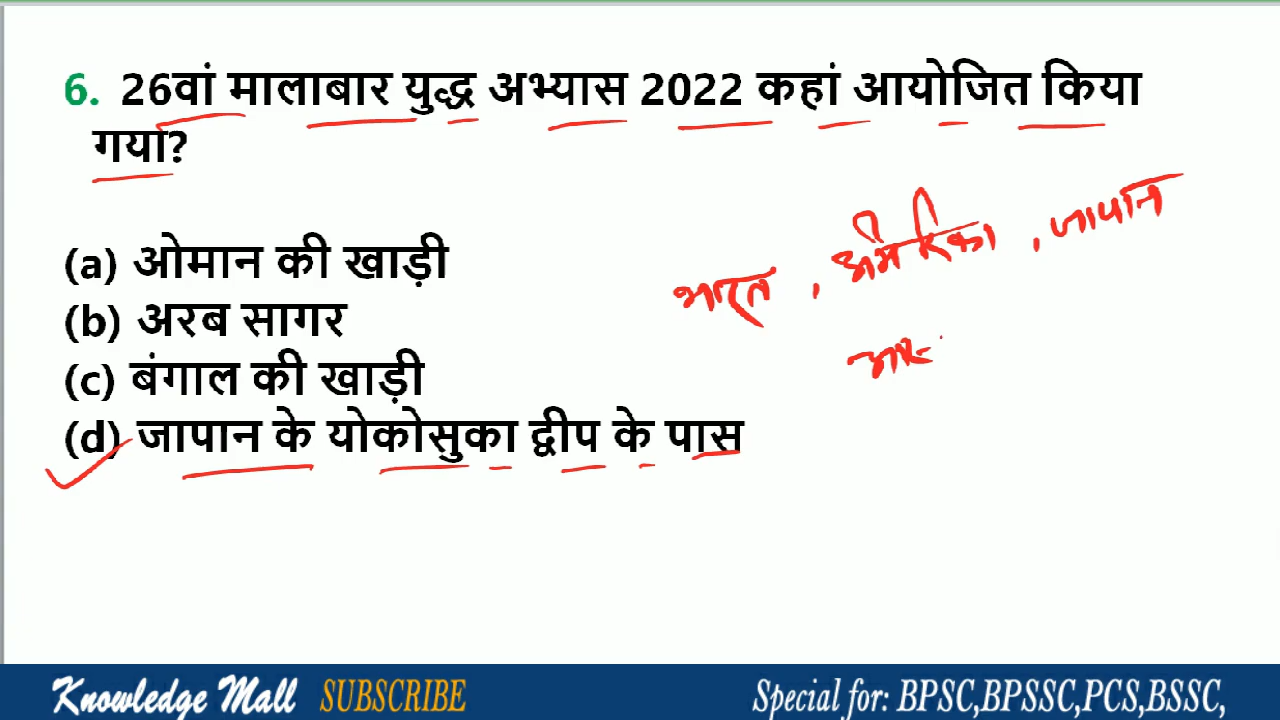 6. 26वां मालाबार युद्ध अभ्यास 2022 कहां आयोजित किया
गया?
(a) ओमान की खाड़ी
(b) अरब सागर
(c) बंगाल की खाड़ी
(d) जापान के योकोसुका द्वीप के पास
भारत , अमेरिका , जापान
Knowledge Mall SUBSCRIBE Special for: BPSC,BPSSC,PCS,BSSC,